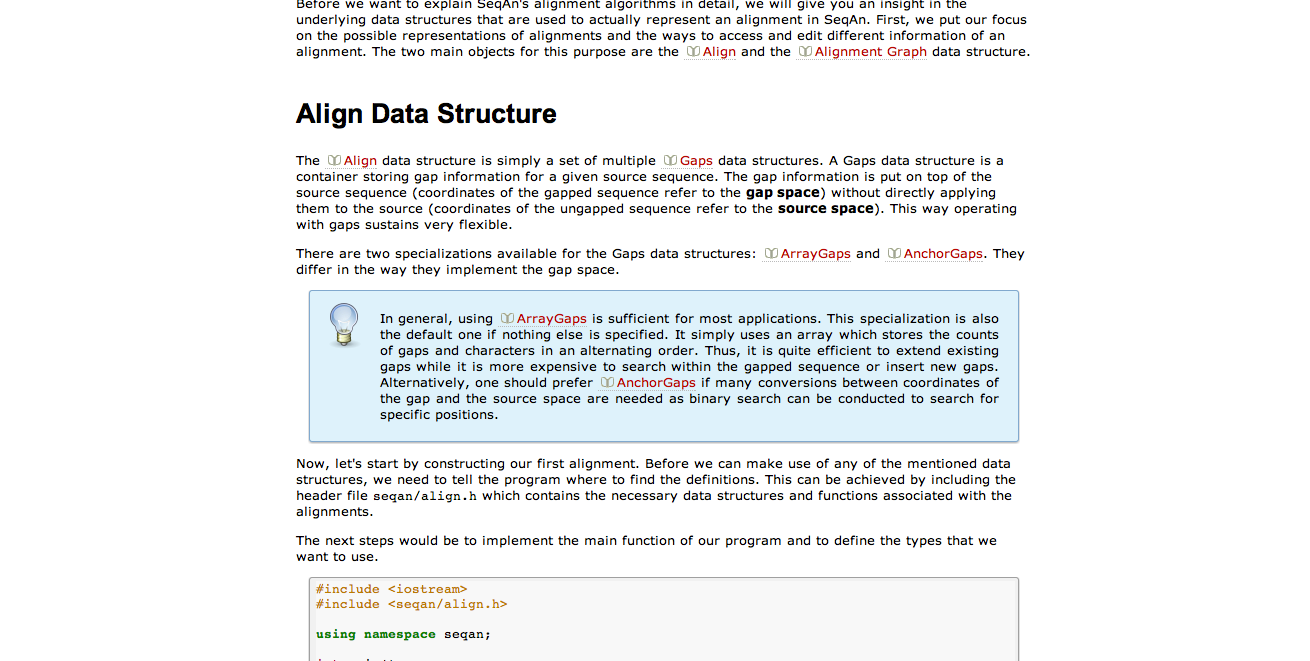 Before we want to explain SeqAn's alignment algorithms in detail, we will give you an insight in the
underlying data structures that are used to actually represent an alignment in SeqAn. First, we put our focus
on the possible representations of alignments and the ways to access and edit different information of an
alignment. The two main objects for this purpose are the Align and the Alignment Graph data structure.
Align Data Structure
The Align data structure is simply a set of multiple Gaps data structures. A Gaps data structure is a
container storing gap information for a given source sequence. The gap information is put on top of the
source sequence (coordinates of the gapped sequence refer to the gap space) without directly applying
them to the source (coordinates of the ungapped sequence refer to the source space). This way operating
with gaps sustains very flexible.
There are two specializations available for the Gaps data structures: ArrayGaps and AnchorGaps. They
differ in the way they implement the gap space.
In general, using ArrayGaps is sufficient for most applications. This specialization is also
the default one if nothing else is specified. It simply uses an array which stores the counts
of gaps and characters in an alternating order. Thus, it is quite efficient to extend existing
gaps while it is more expensive to search within the gapped sequence or insert new gaps.
Alternatively, one should prefer AnchorGaps if many conversions between coordinates of
the gap and the source space are needed as binary search can be conducted to search for
specific positions.
Now, let's start by constructing our first alignment. Before we can make use of any of the mentioned data
structures, we need to tell the program where to find the definitions. This can be achieved by including the
header file seqan/align.h which contains the necessary data structures and functions associated with the
alignments.
The next steps would be to implement the main function of our program and to define the types that we
want to use.
#include <iostream>
#include <seqan/align.h>
using namespace seqan;